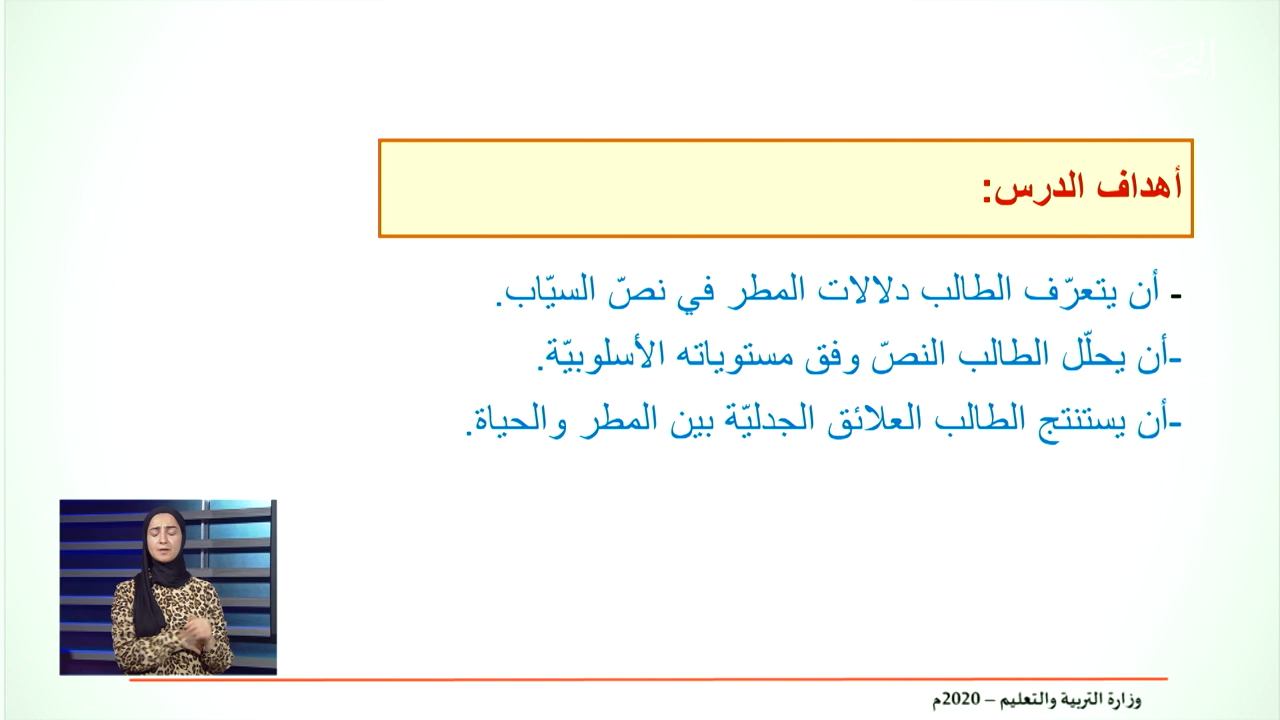 أهداف الدرس:
- أن يتعرّف الطالب دلالات المطر في نصّ السيّاب.
-أن يحلّل الطالب النصّ وفق مستوياته الأسلوبيّة.
-أن يستنتج الطالب العلائق الجدليّة بين المطر والحياة.
وزارة التربية والتعليم – 2020م